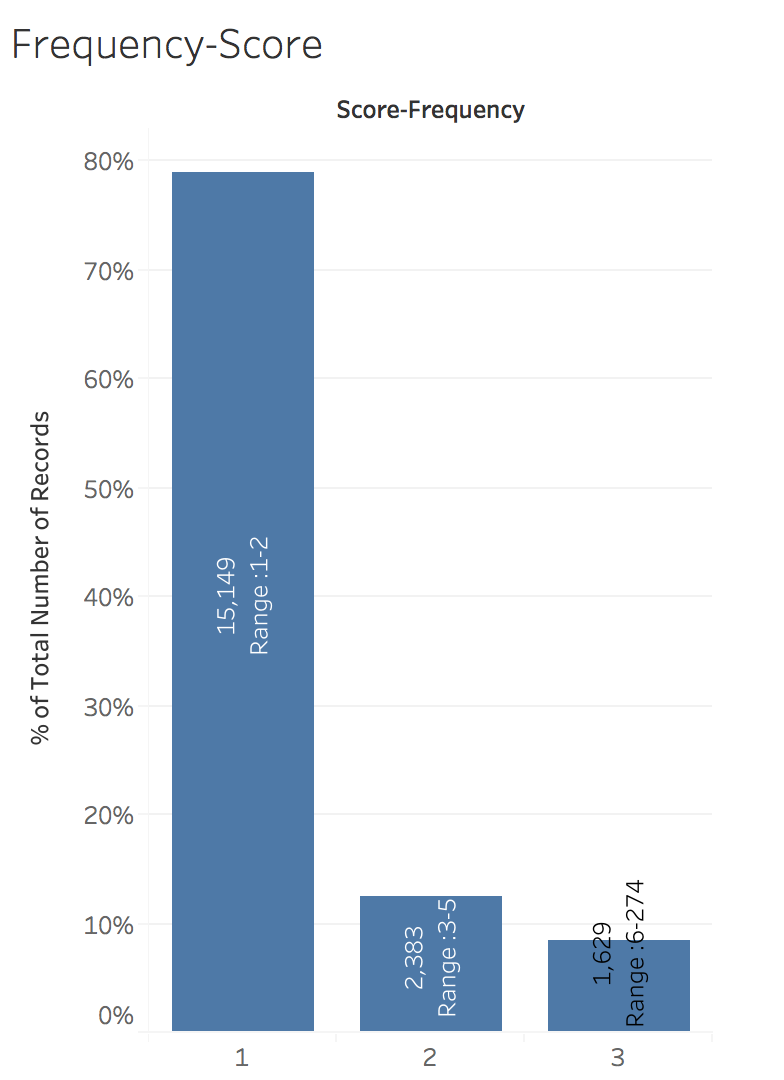 Frequency-Score
Score-Frequency
80%
70%
60%
50%
40%
30%
20%
10%
0%
% of Total Number of Records
15,149
Range :1-2
2,383
Range :3-5
1,629
Range :6-274
1
2
3